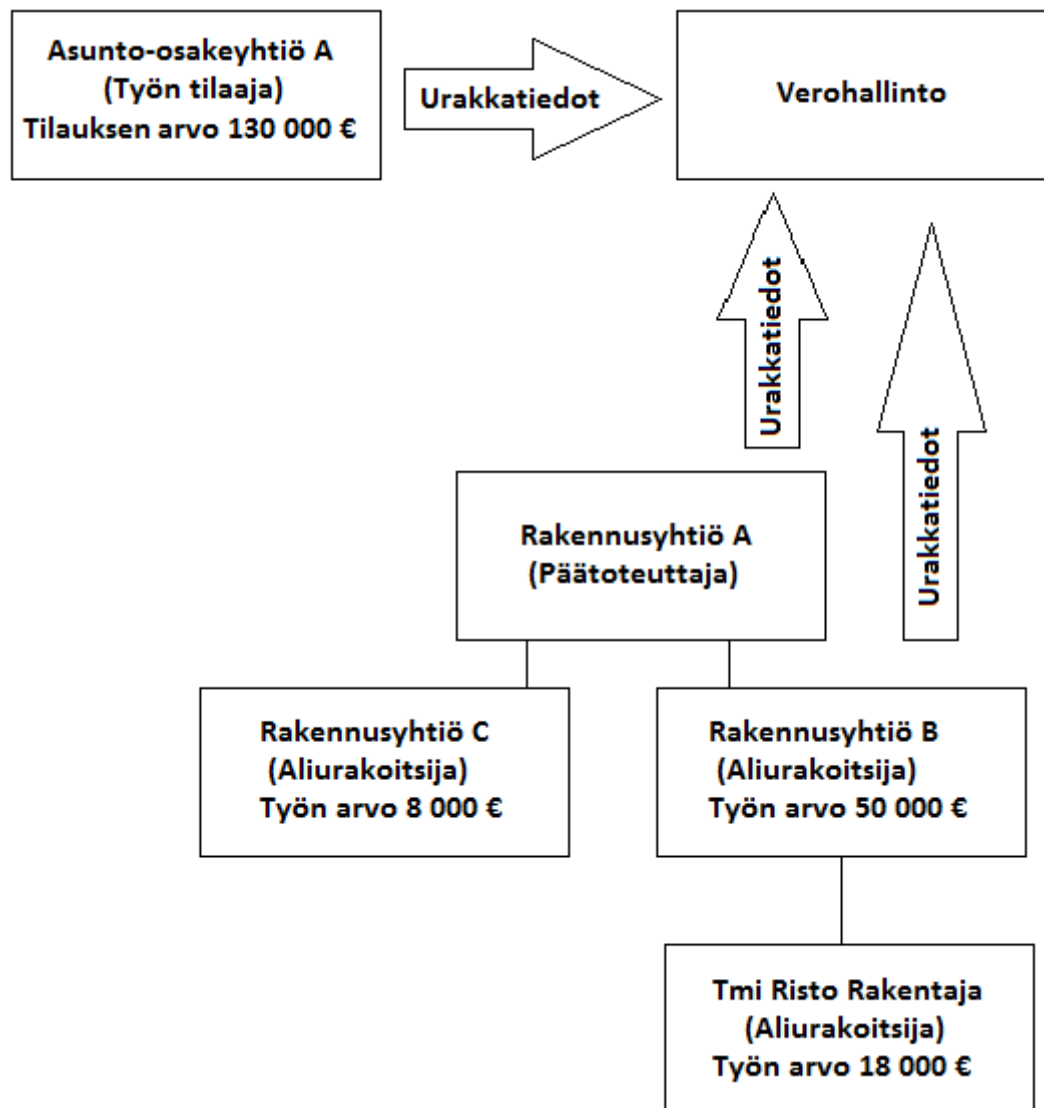 Asunto-osakeyhtiö A
(Työn tilaaja)
Tilauksen arvo 130 000 €
Urakkatiedot
Verohallinto
Urakkatiedot
Urakkatiedot
Rakennusyhtiö A
(Päätoteuttaja)
Rakennusyhtiö C
(Aliurakoitsija)
Työn arvo 8 000 €
Rakennusyhtiö B
(Aliurakoitsija)
Työn arvo 50 000 €
Tmi Risto Rakentaja
(Aliurakoitsija)
Työn arvo 18 000 €